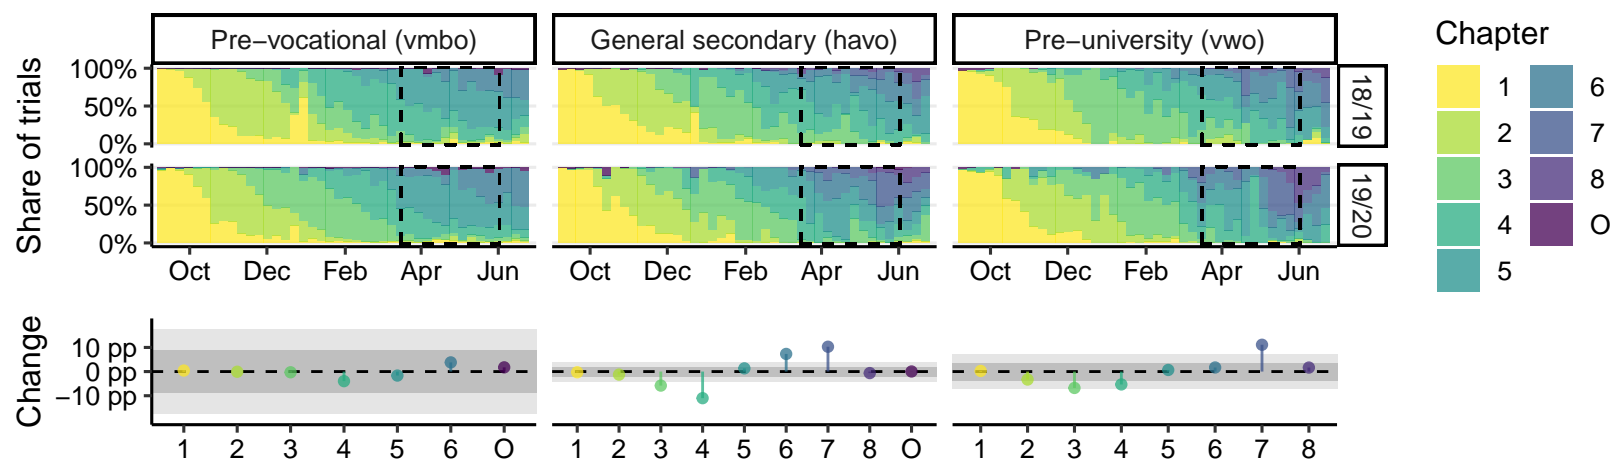 Pre−vocational (vmbo)
General secondary (havo)
Pre−university (vwo)
Share of trials
100%
50%
0%
18/19
100%
50%
0%
19/20
Oct Dec Feb Apr Jun
Oct Dec Feb Apr Jun
Oct Dec Feb Apr Jun
Change
10 pp
0 pp
−10 pp
1 2 3 4 5 6 O
1 2 3 4 5 6 7 8 O
1 2 3 4 5 6 7 8
Chapter
1
2
3
4
5
6
7
8
O